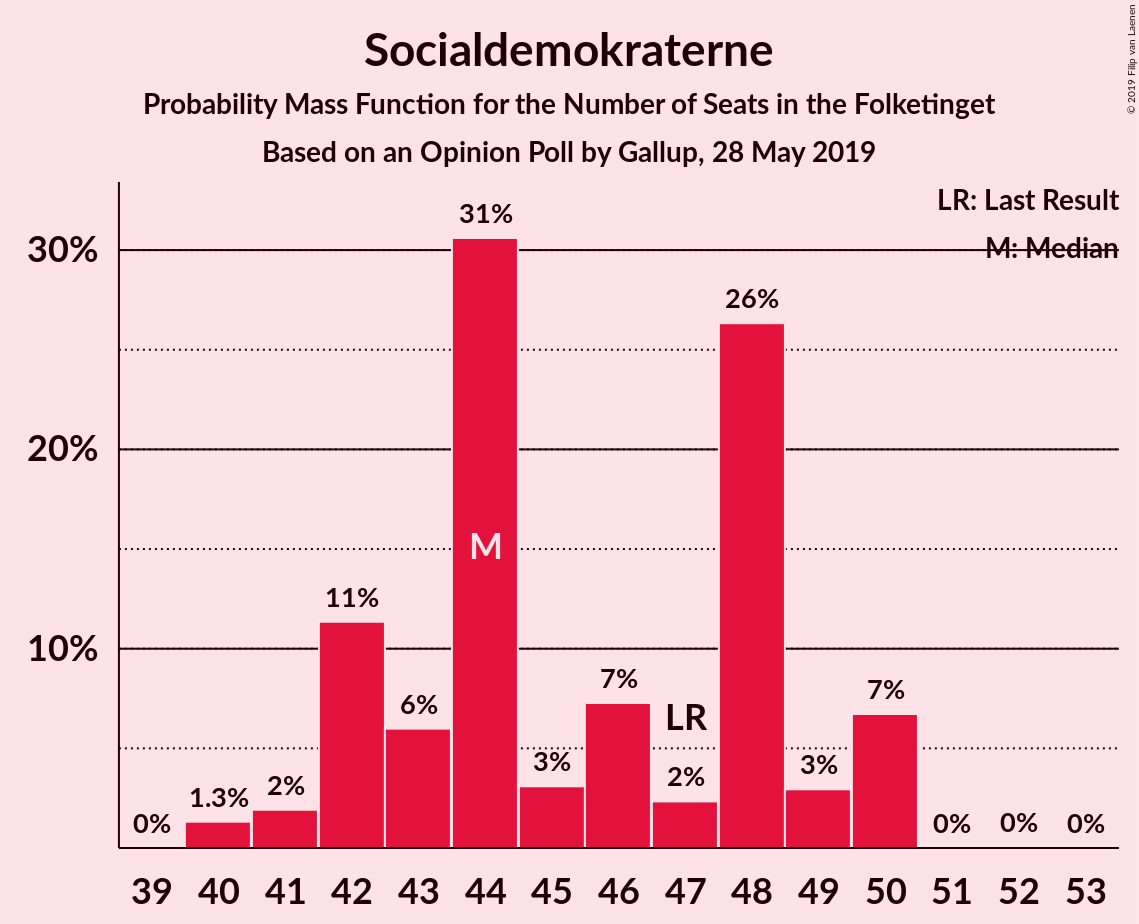 Socialdemokraterne
Probability Mass Function for the Number of Seats in the Folketinget
Based on an Opinion Poll by Gallup, 28 May 2019
© 2019 Filip van Laenen
LR: Last Result
M: Median
30%
20%
10%
0%
1.3%
2%
11%
6%
31%
M
3%
7%
LR
2%
26%
3%
7%
0%
0%
0%
39 40 41 42 43 44 45 46 47 48 49 50 51 52 53